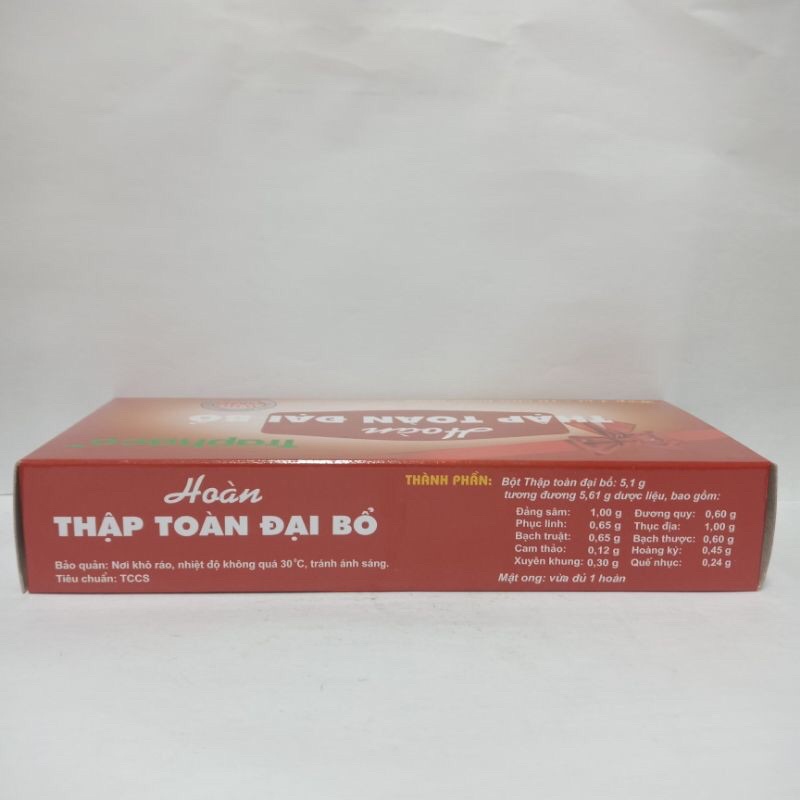 Traphaco
Hoàn
THẬP TOÀN ĐẠI BỔ
Hoàn
THẬP TOÀN ĐẠI BỔ
Bảo quản: Nơi khô ráo, nhiệt độ không quá 30°C, tránh ánh sáng.
Tiêu chuẩn: TCCS
THÀNH PHẦN: Bột Thập toàn đại bổ: 5,1 g
tương đương 5,61 g dược liệu, bao gồm:
Đảng sâm: 1,00 g Đương quy: 0,60 g
Phục linh: 0,65 g Thục địa: 1,00 g
Bạch truật: 0,65 g Bạch thược: 0,60 g
Cam thảo: 0,12 g Hoàng kỳ: 0,45 g
Xuyên khung: 0,30 g Quế nhục: 0,24 g
Mật ong: vừa đủ 1 hoàn